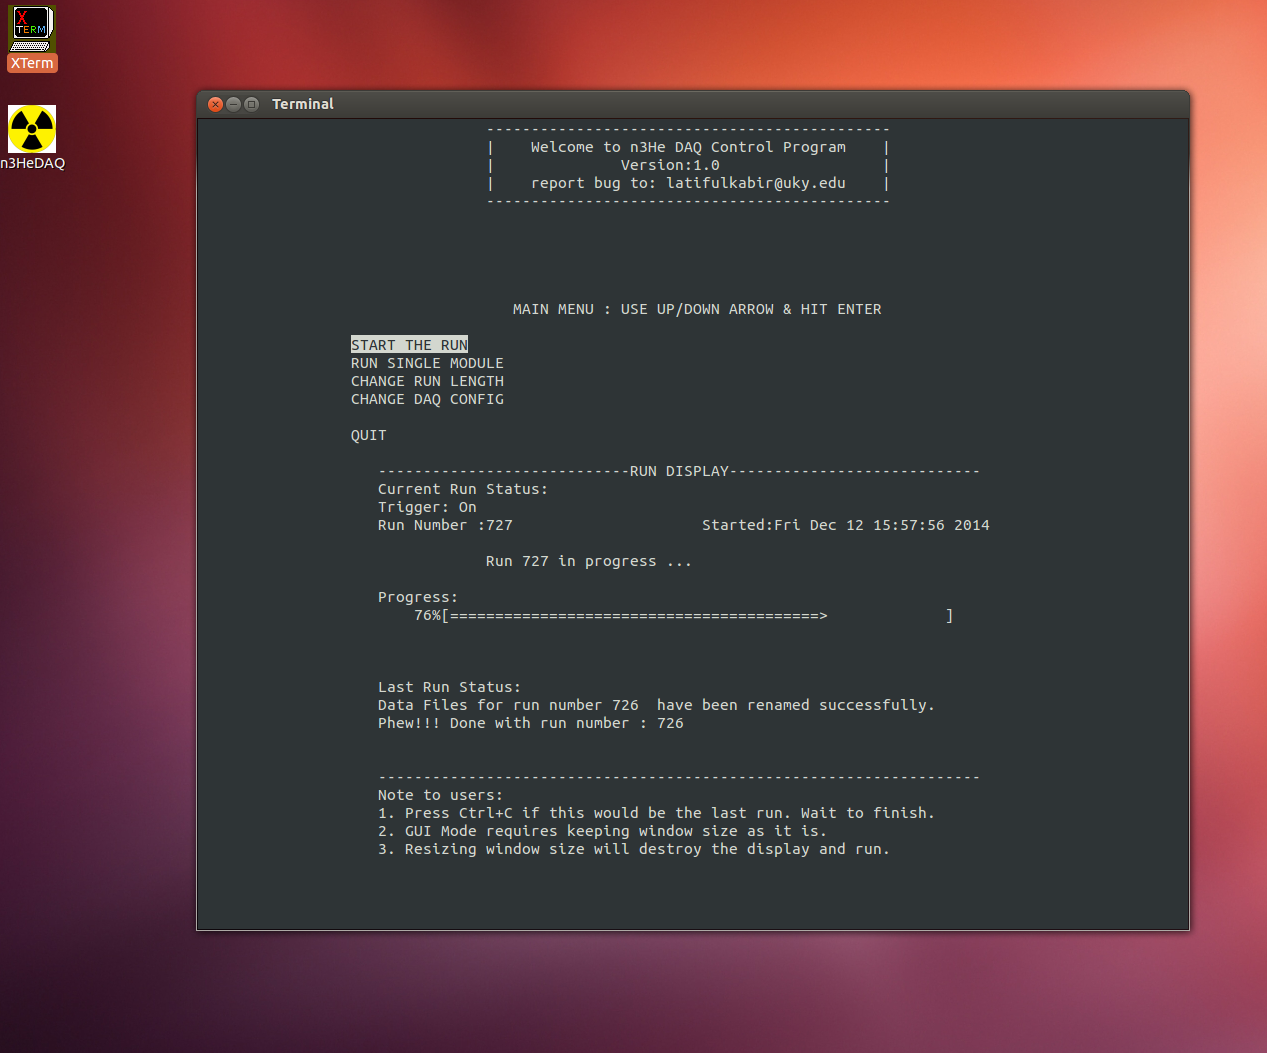 X
TERM
XTerm
n3HeDAQ
Terminal
---------------------------------------------
|    Welcome to n3He DAQ Control Program    |
|              Version:1.0                  |
|    report bug to: latifulkabir@uky.edu    |
---------------------------------------------
MAIN MENU : USE UP/DOWN ARROW & HIT ENTER
START THE RUN
RUN SINGLE MODULE
CHANGE RUN LENGTH
CHANGE DAQ CONFIG
QUIT
----------------------------RUN DISPLAY----------------------------
Current Run Status:
Trigger: On
Run Number :727                     Started:Fri Dec 12 15:57:56 2014
Run 727 in progress ...
Progress:
76%[=========================================>             ]
Last Run Status:
Data Files for run number 726  have been renamed successfully.
Phew!!! Done with run number : 726
-------------------------------------------------------------------
Note to users:
1. Press Ctrl+C if this would be the last run. Wait to finish.
2. GUI Mode requires keeping window size as it is.
3. Resizing window size will destroy the display and run.